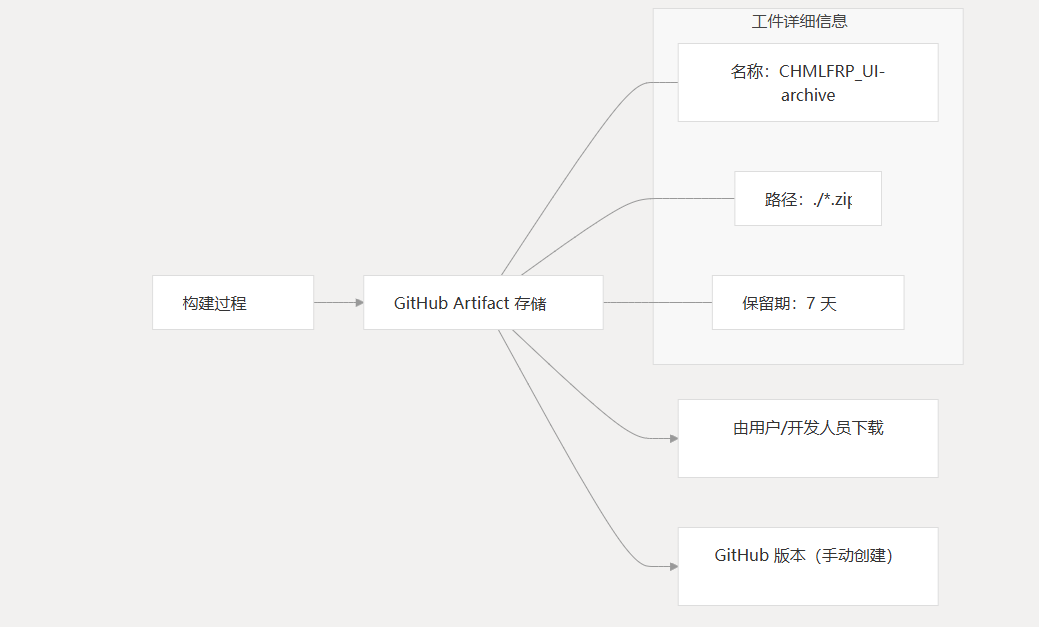 工件详细信息
名称：CHMLFRP_UI-
archive
路径：./*.zip
构建过程
GitHub Artifact 存储
保留期：7 天
由用户/开发人员下载
GitHub 版本（手动创建）